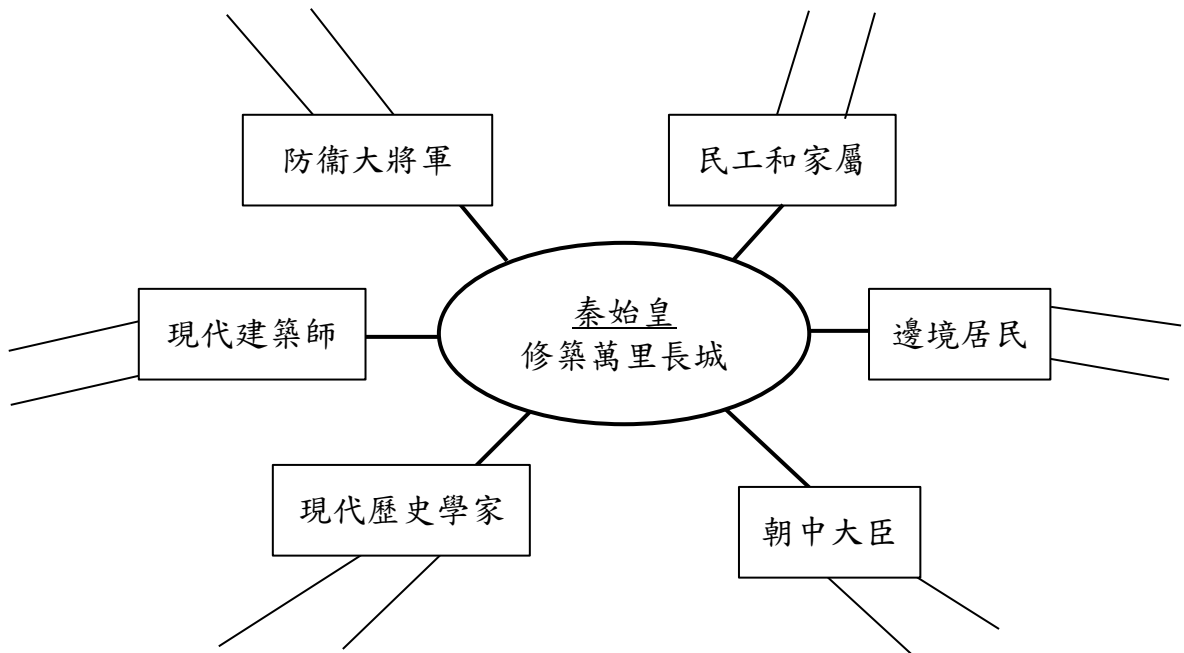 防衞大將軍
民工和家屬
秦始皇
修築萬里長城
現代建築師
邊境居民
現代歷史學家
朝中大臣